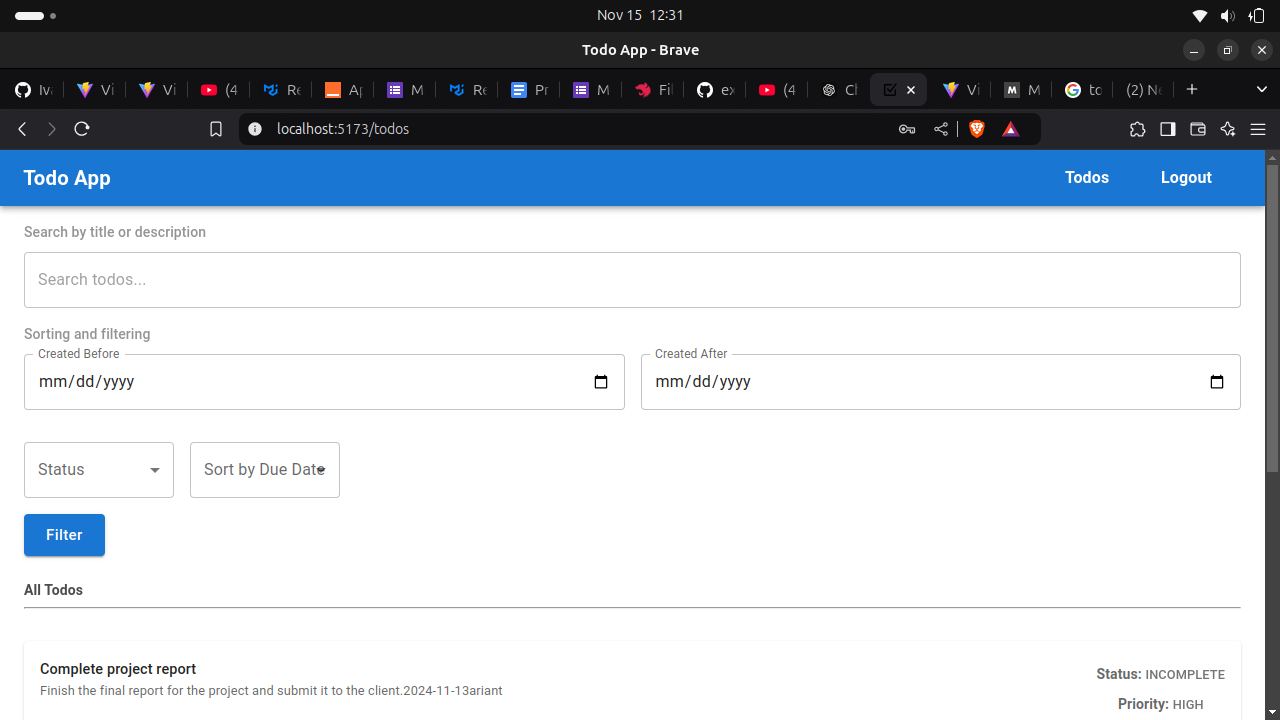 Nov 15 12:31
Todo App - Brave
Iv Vi Vi (4 Re Ap M Re Pr M Fil ex (4 Ch Vi M to (2) Ne
localhost:5173/todos
Todo App Todos Logout
Search by title or description
Search todos...
Sorting and filtering
Created Before Created After
mm/dd/yyyy mm/dd/yyyy
Status Sort by Due Date
Filter
All Todos
Complete project report
Status: INCOMPLETE
Finish the final report for the project and submit it to the client.2024-11-13ariant
Priority: HIGH